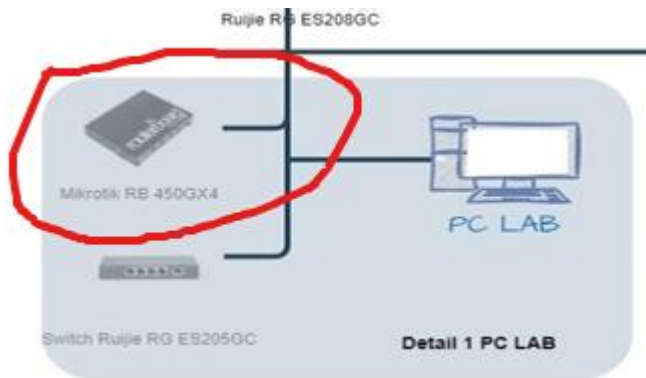 Ruijie RG ES208GC
Mikrotik RB 450GX4
PC LAB
Switch Ruijie RG ES205GC
Detail 1 PC LAB